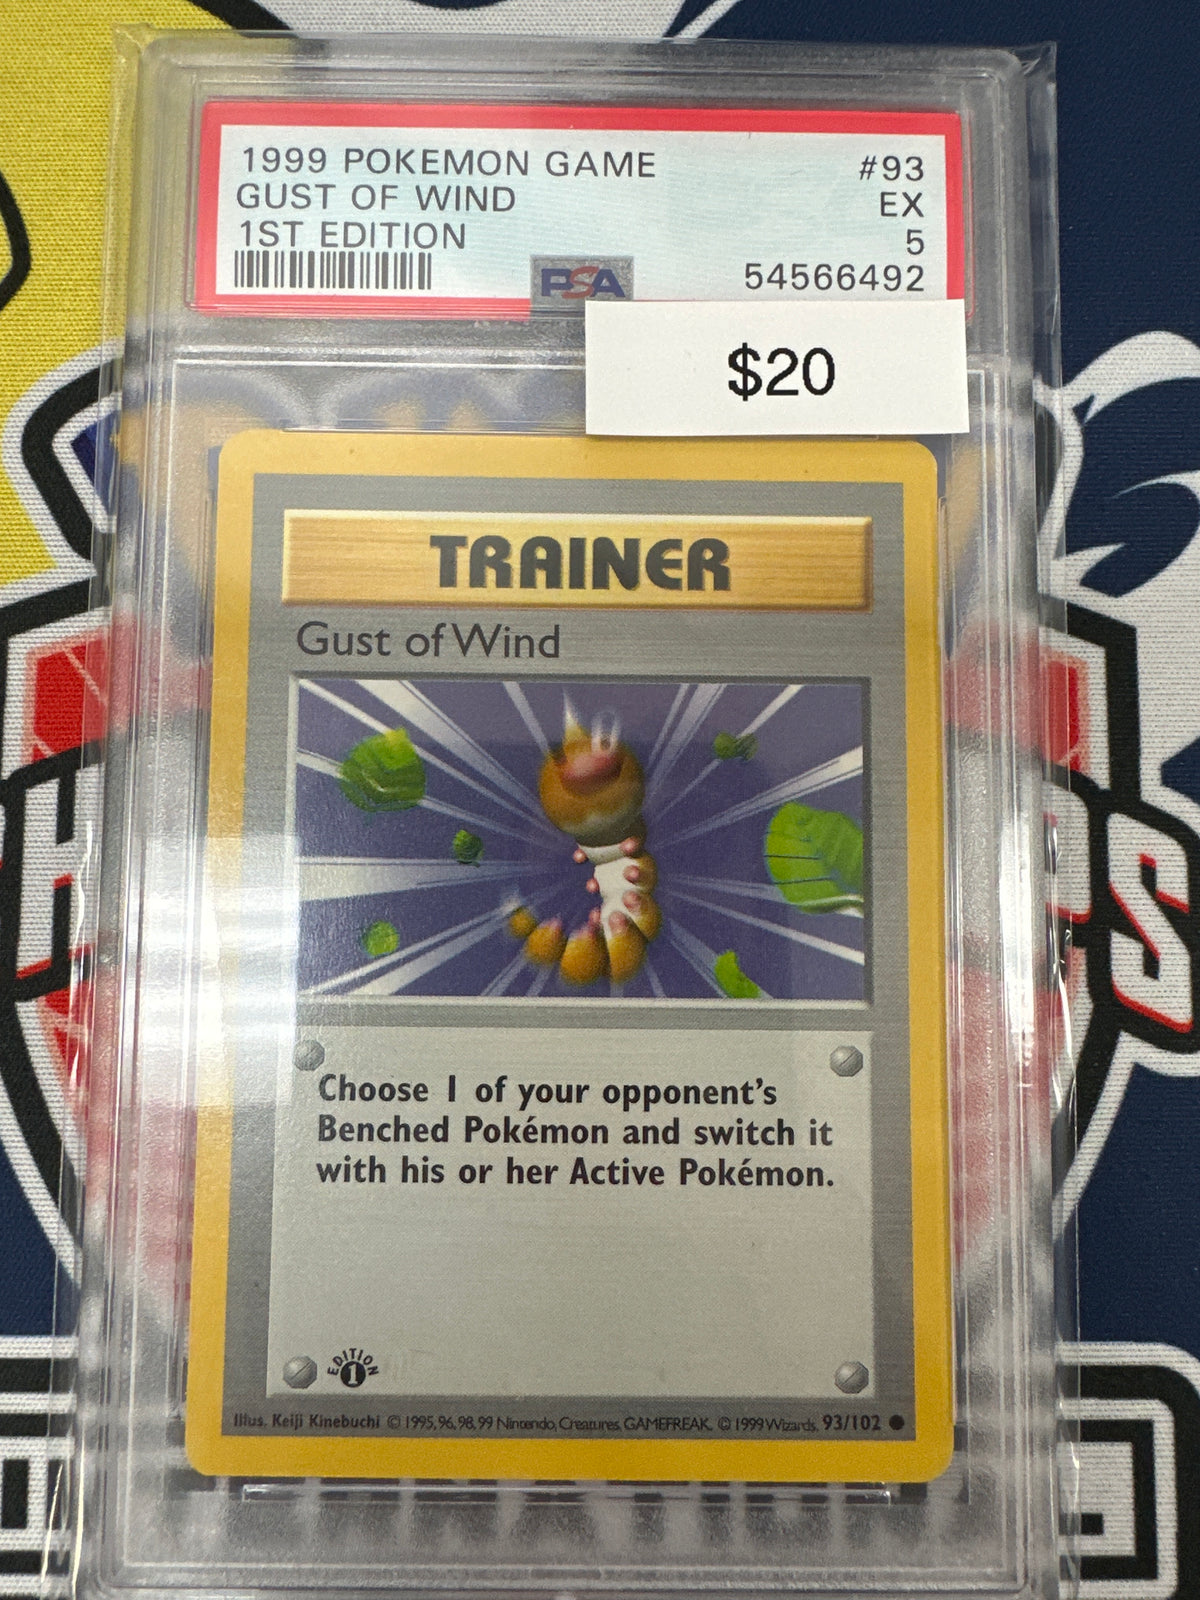 1999 POKEMON GAME #93
GUST OF WIND EX
1ST EDITION 5
PSA 54566492
$20
TRAINER
Gust of Wind
Choose 1 of your opponent's
Benched Pokémon and switch it
with his or her Active Pokémon.
EDITION
1
Illus. Keiji Kinebuchi © 1995, 96, 98, 99 Nintendo, Creatures, GAMEFREAK. © 1999 Wizards. 93/102 ●